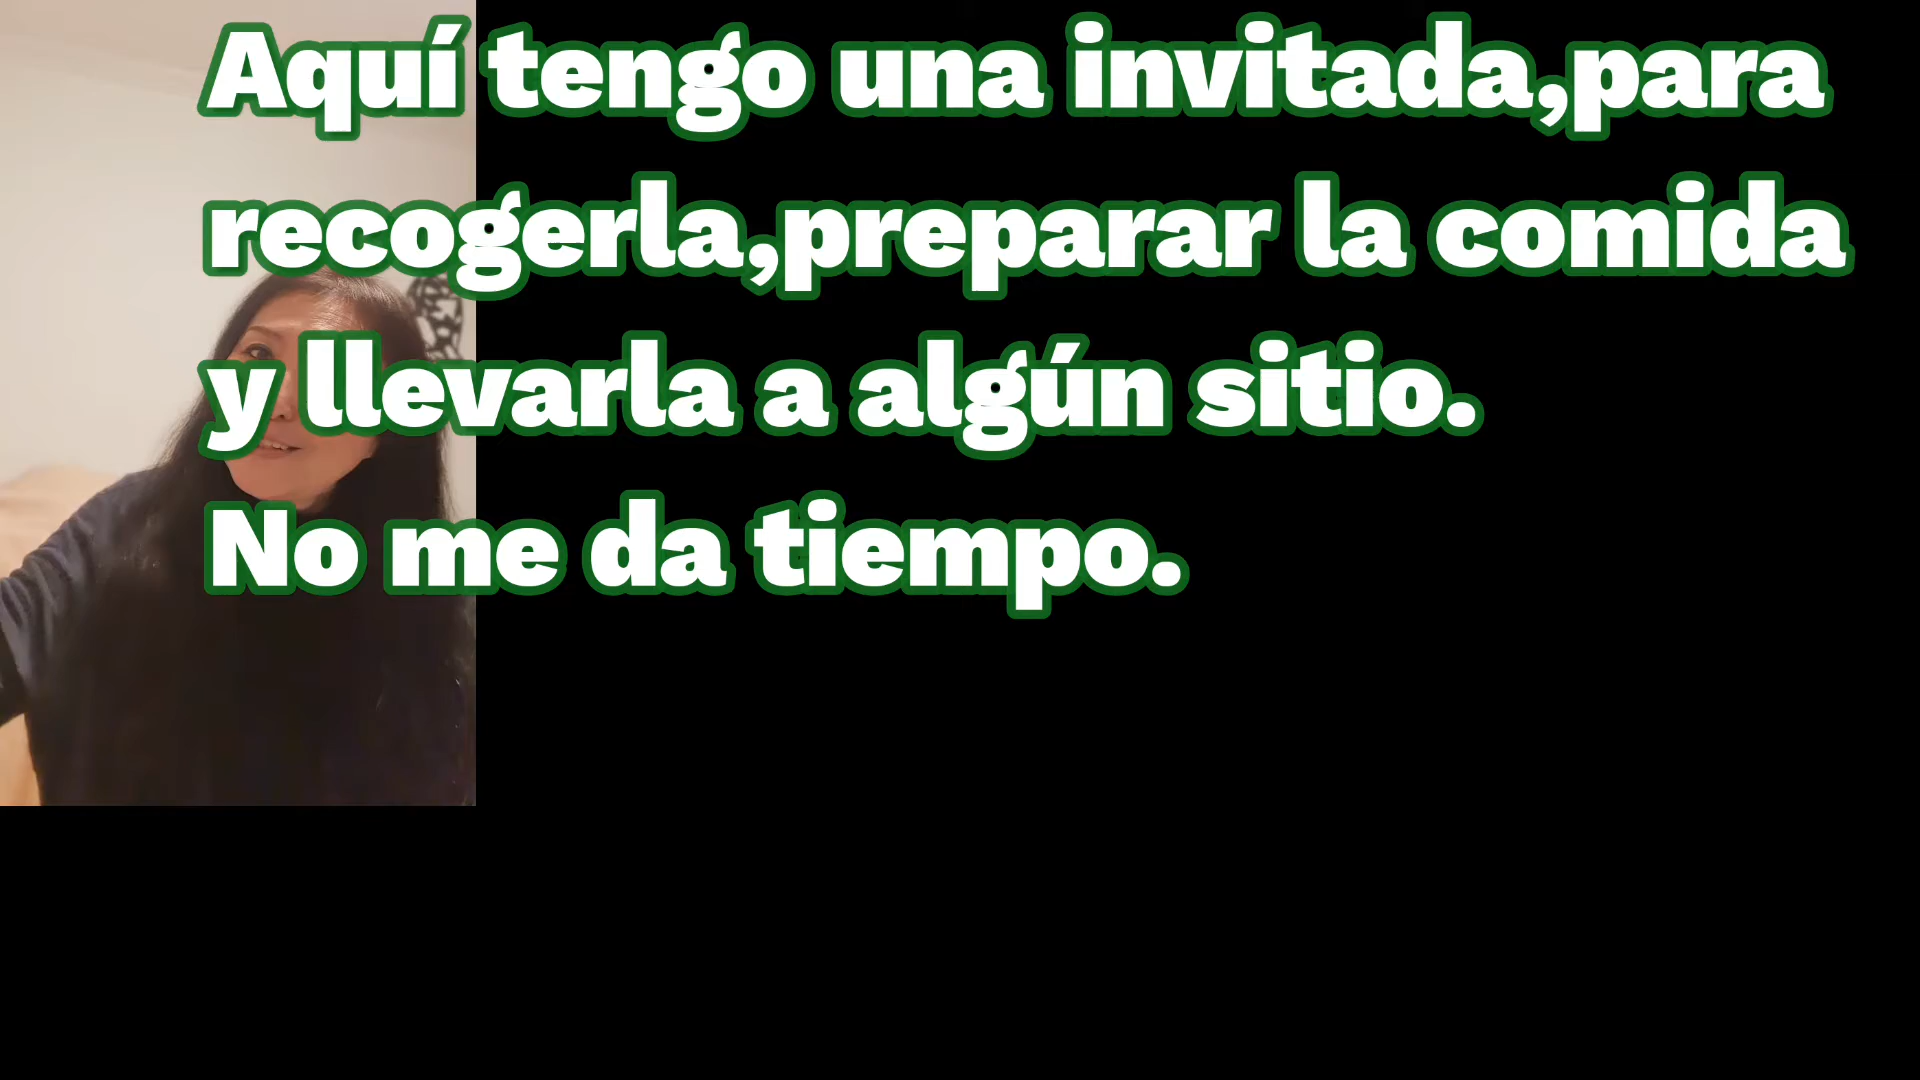 Aquí tengo una invitada,para
recogerla,preparar la comida
y llevarla a algún sitio.
No me da tiempo.